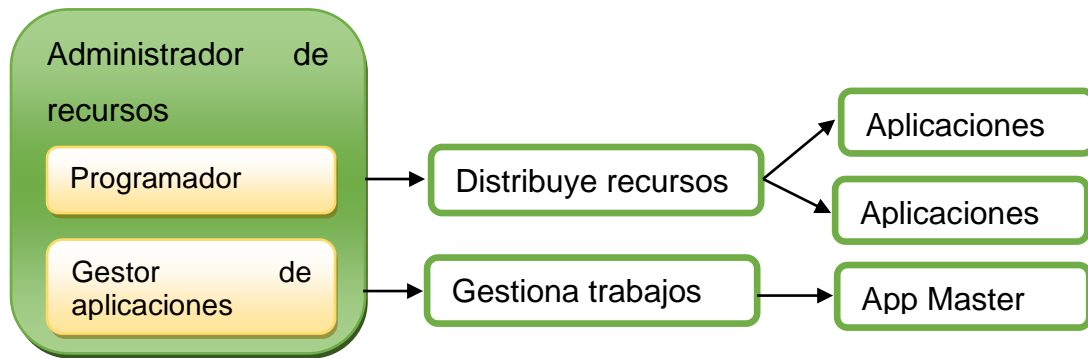 Administrador de
recursos
Programador
Distribuye recursos
Aplicaciones
Aplicaciones
Gestor de
aplicaciones
Gestiona trabajos
App Master